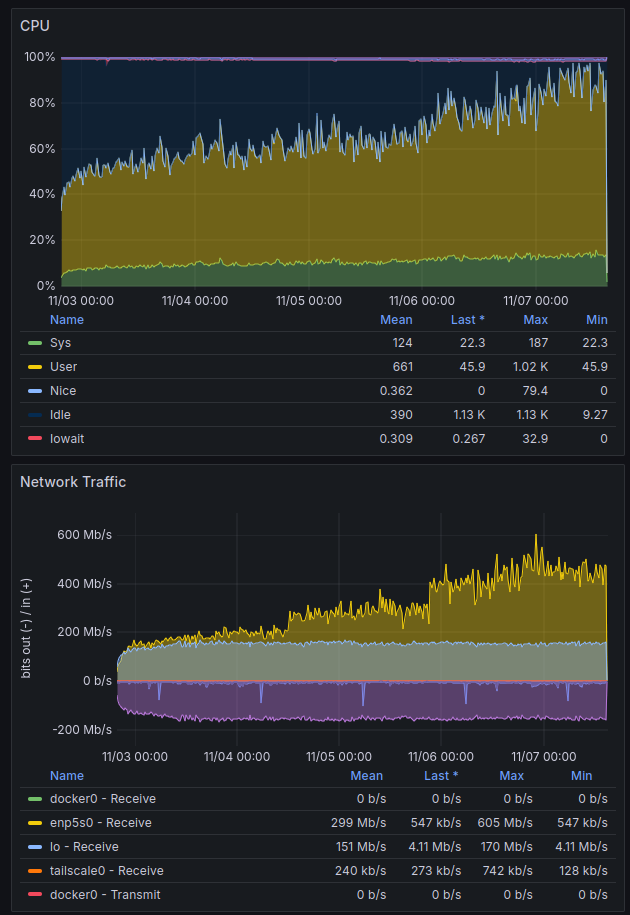 CPU
100%
80%
60%
40%
20%
0%
11/03 00:00 11/04 00:00 11/05 00:00 11/06 00:00 11/07 00:00
Name Mean Last * Max Min
Sys 124 22.3 187 22.3
User 661 45.9 1.02 K 45.9
Nice 0.362 0 79.4 0
Idle 390 1.13 K 1.13 K 9.27
Iowait 0.309 0.267 32.9 0
Network Traffic
bits out (-) / in (+)
600 Mb/s
400 Mb/s
200 Mb/s
0 b/s
-200 Mb/s
11/03 00:00 11/04 00:00 11/05 00:00 11/06 00:00 11/07 00:00
Name Mean Last * Max Min
docker0 - Receive 0 b/s 0 b/s 0 b/s 0 b/s
enp5s0 - Receive 299 Mb/s 547 kb/s 605 Mb/s 547 kb/s
lo - Receive 151 Mb/s 4.11 Mb/s 170 Mb/s 4.11 Mb/s
tailscale0 - Receive 240 kb/s 273 kb/s 742 kb/s 128 kb/s
docker0 - Transmit 0 b/s 0 b/s 0 b/s 0 b/s